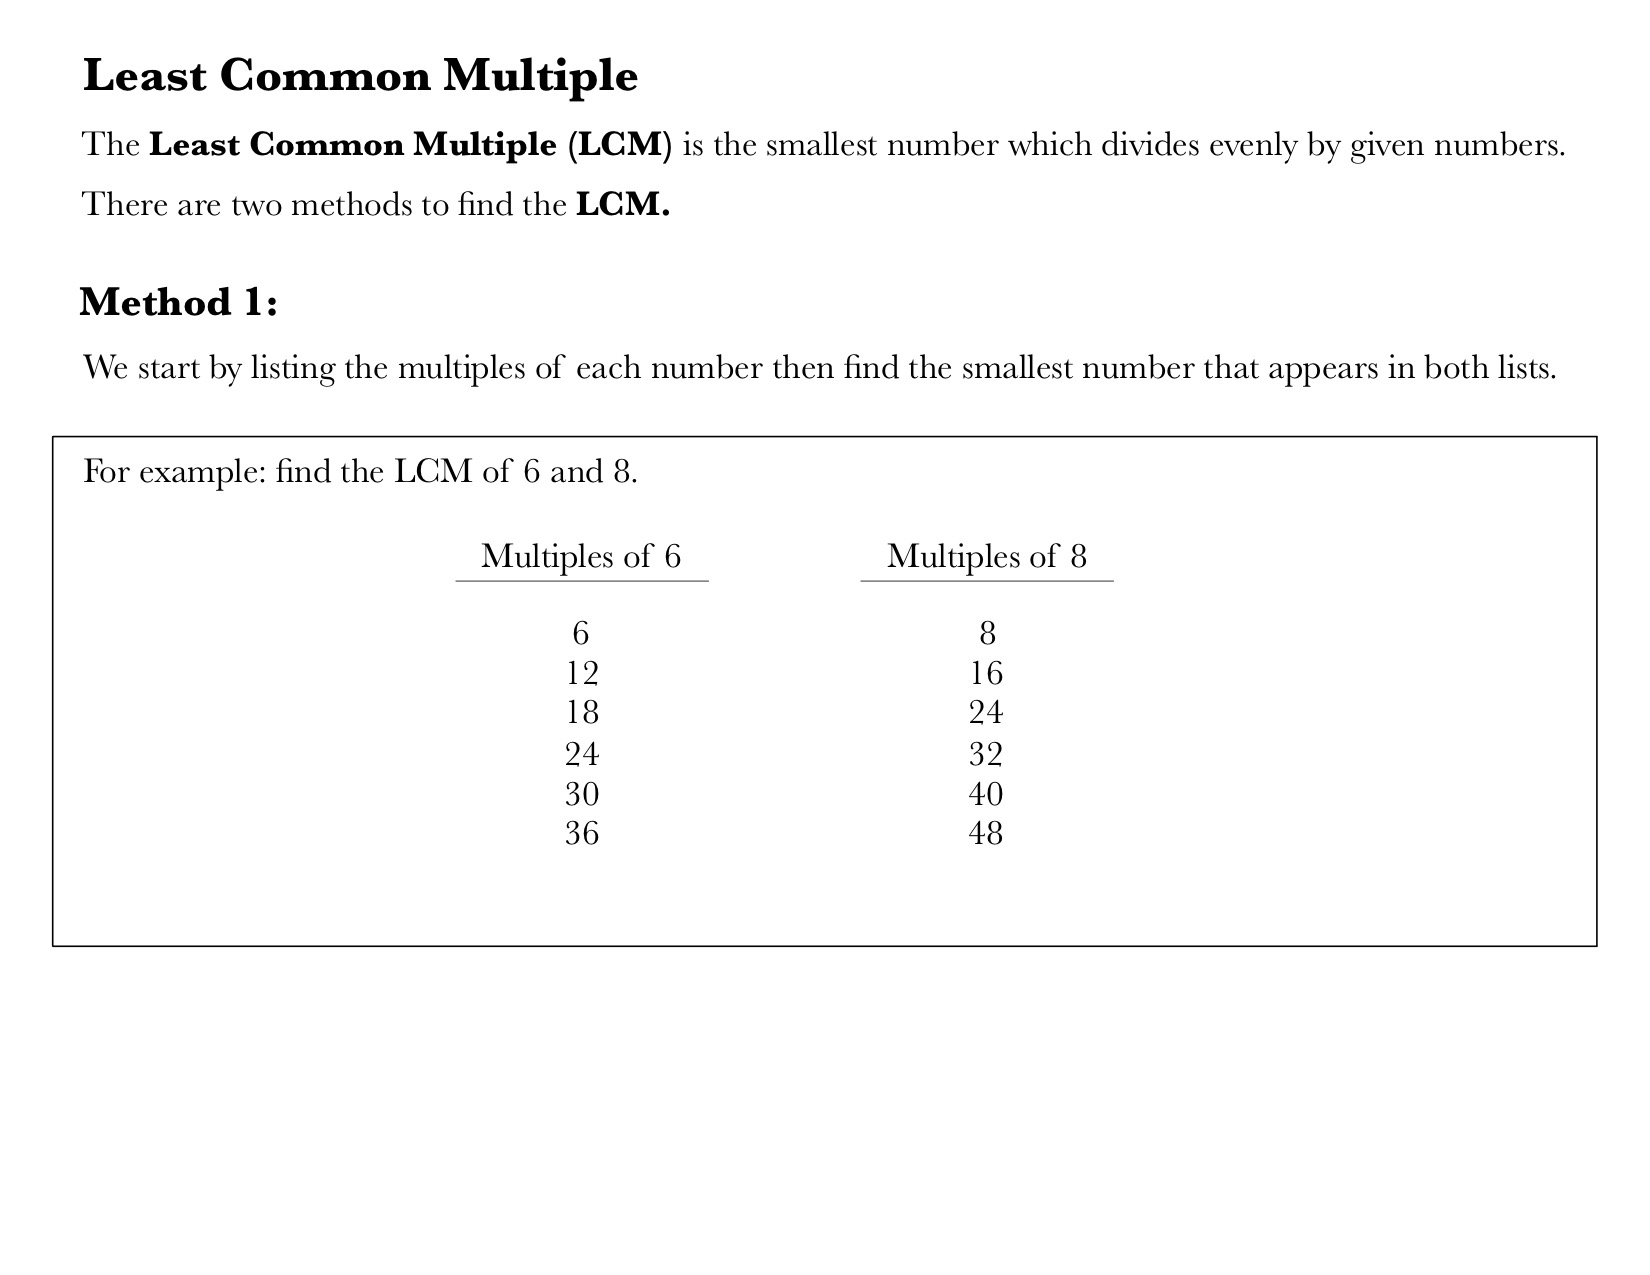 Least Common Multiple
The Least Common Multiple (LCM) is the smallest number which divides evenly by given numbers.
There are two methods to find the LCM.
Method 1:
We start by listing the multiples of each number then find the smallest number that appears in both lists.
For example: find the LCM of 6 and 8.
Multiples of 6 Multiples of 8
6 8
12 16
18 24
24 32
30 40
36 48